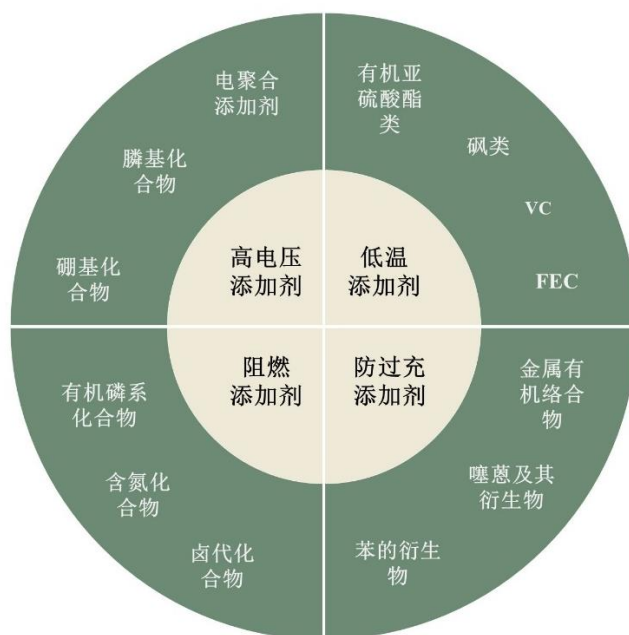 电聚合
添加剂
膦基化
合物
硼基化
合物
高电压
添加剂
有机亚
硫酸酯
类
砜类
VC
FEC
低温
添加剂
阻燃
添加剂
有机磷系
化合物
含氮化
合物
卤代化
合物
防过充
添加剂
金属有
机络合
物
噻蒽及其
衍生物
苯的衍生
物